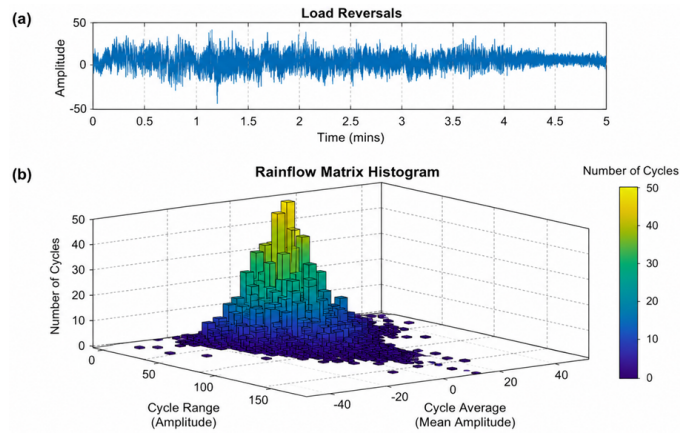 (a)
Load Reversals
Amplitude
50
0
-50
0 0.5 1 1.5 2 2.5 3 3.5 4 4.5 5
Time (mins)
(b)
Rainflow Matrix Histogram
Number of Cycles
50
40
30
20
10
0
0 50 100 150
Cycle Range
(Amplitude)
-40 -20 0 20 40
Cycle Average
(Mean Amplitude)
Number of Cycles
50
40
30
20
10
0